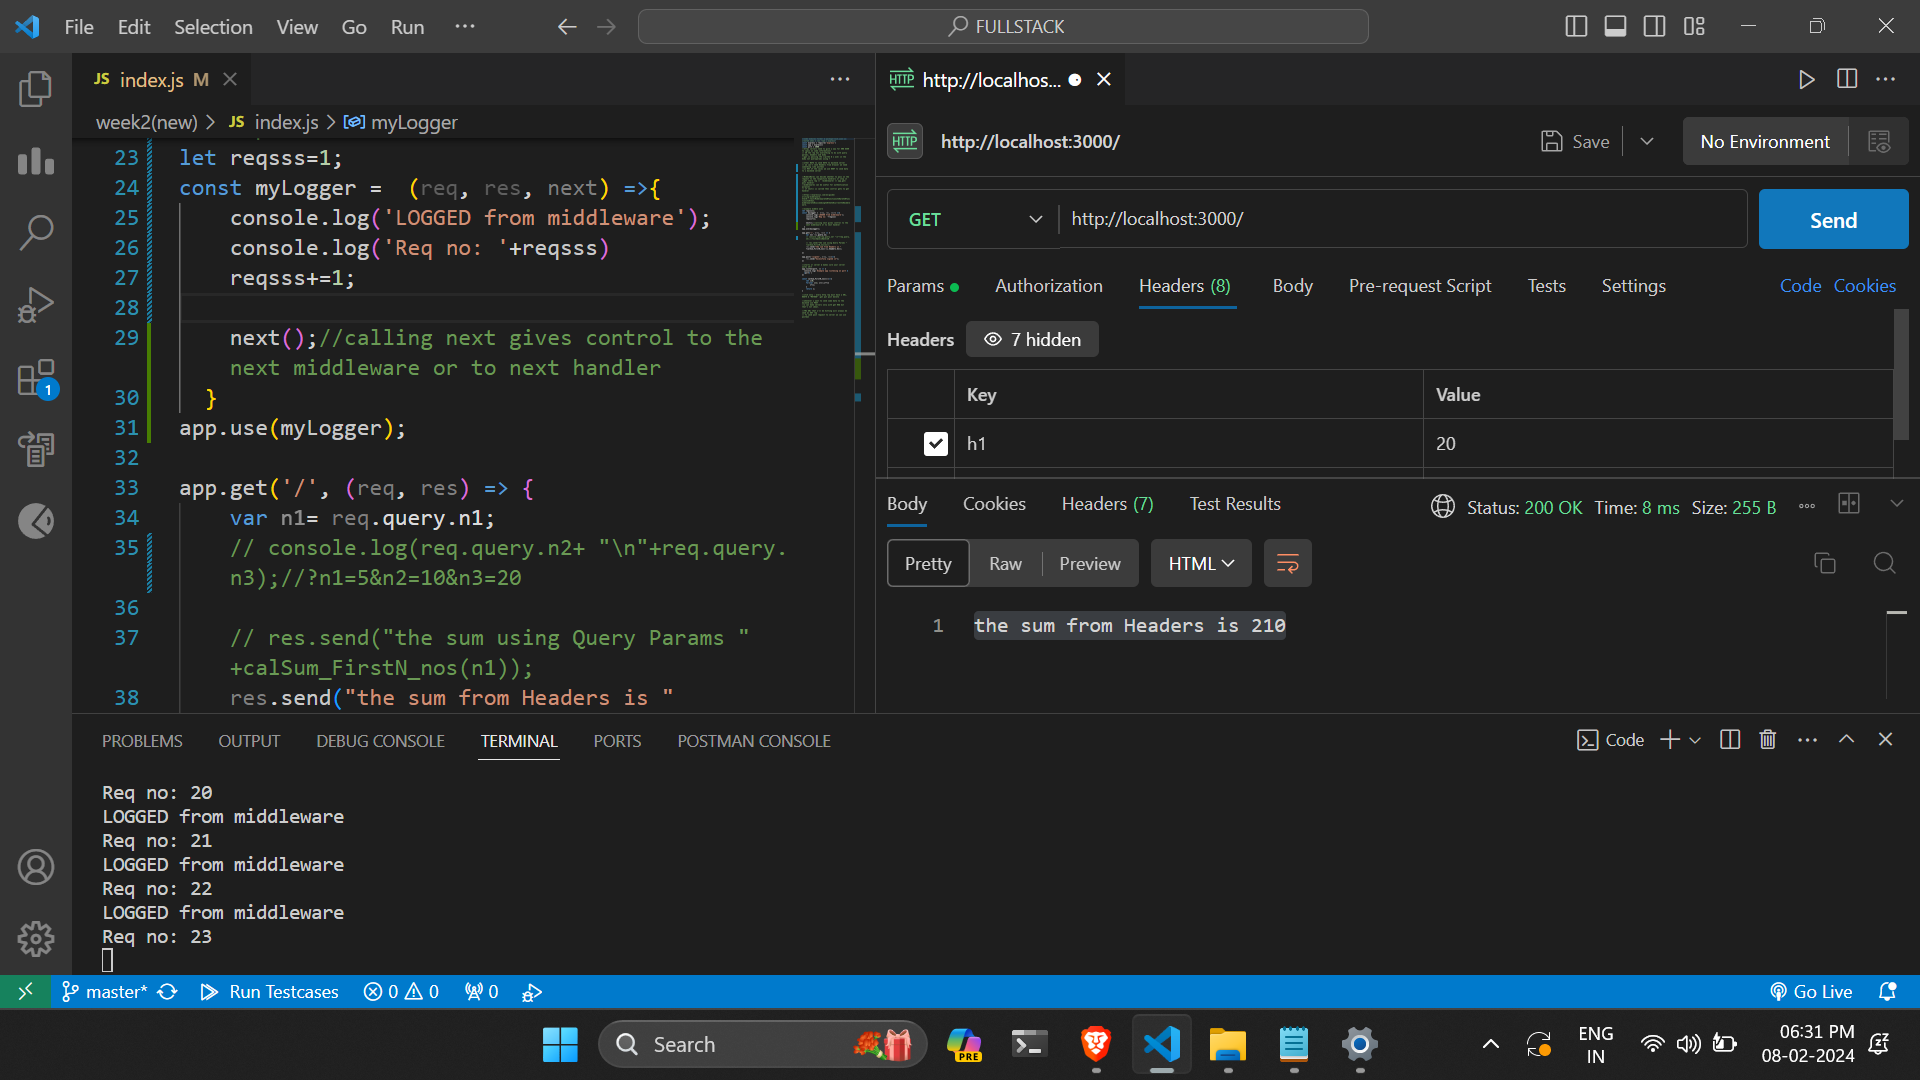 File Edit Selection View Go Run ···
FULLSTACK
JS index.js M
week2(new) > JS index.js > myLogger
23 let reqsss=1;
24 const myLogger =  (req, res, next) =>{
25 console.log('LOGGED from middleware');
26 console.log('Req no: '+reqsss)
27 reqsss+=1;
28
29 next();//calling next gives control to the
next middleware or to next handler
30 }
31 app.use(myLogger);
32
33 app.get('/', (req, res) => {
34 var n1= req.query.n1;
35 // console.log(req.query.n2+ "\n"+req.query.
n3);//?n1=5&n2=10&n3=20
36
37 // res.send("the sum using Query Params "
+calSum_FirstN_nos(n1));
38 res.send("the sum from Headers is "
HTTP http://localhos...
HTTP http://localhost:3000/
Save
No Environment
GET http://localhost:3000/
Send
Params Authorization Headers (8) Body Pre-request Script Tests Settings Code Cookies
Headers 7 hidden
Key Value
h1 20
Body Cookies Headers (7) Test Results Status: 200 OK Time: 8 ms Size: 255 B
Pretty Raw Preview HTML
1 the sum from Headers is 210
PROBLEMS OUTPUT DEBUG CONSOLE TERMINAL PORTS POSTMAN CONSOLE Code
Req no: 20
LOGGED from middleware
Req no: 21
LOGGED from middleware
Req no: 22
LOGGED from middleware
Req no: 23
1
master* Run Testcases 0 0 0 Go Live
Search
PRE
ENG
IN
06:31 PM
08-02-2024